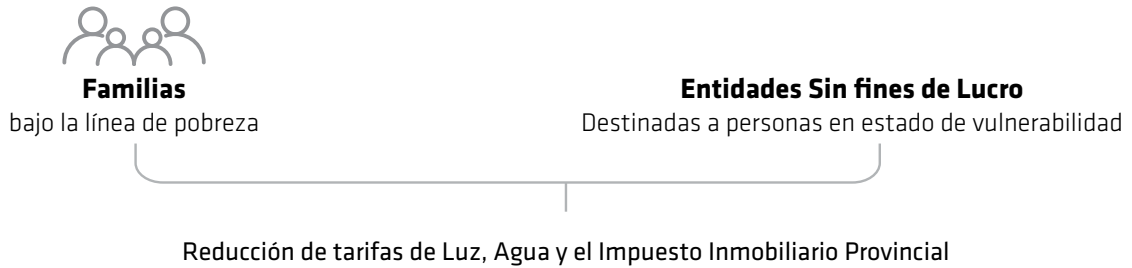 Familias
bajo la línea de pobreza
Entidades Sin fines de Lucro
Destinadas a personas en estado de vulnerabilidad
Reducción de tarifas de Luz, Agua y el Impuesto Inmobiliario Provincial